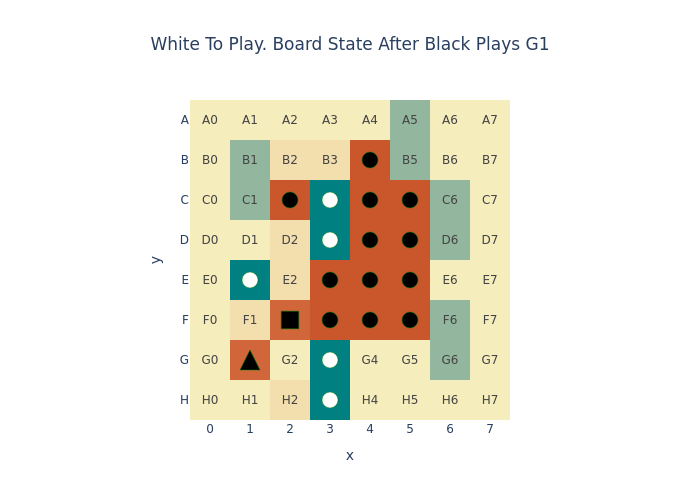 White To Play. Board State After Black Plays G1
A A0 A1 A2 A3 A4 A5 A6 A7
B B0 B1 B2 B3 B5 B6 B7
C C0 C1 C6 C7
D D0 D1 D2 D6 D7
y
E E0 E2 E6 E7
F F0 F1 F6 F7
G G0 G2 G4 G5 G6 G7
H H0 H1 H2 H4 H5 H6 H7
0 1 2 3 4 5 6 7
x